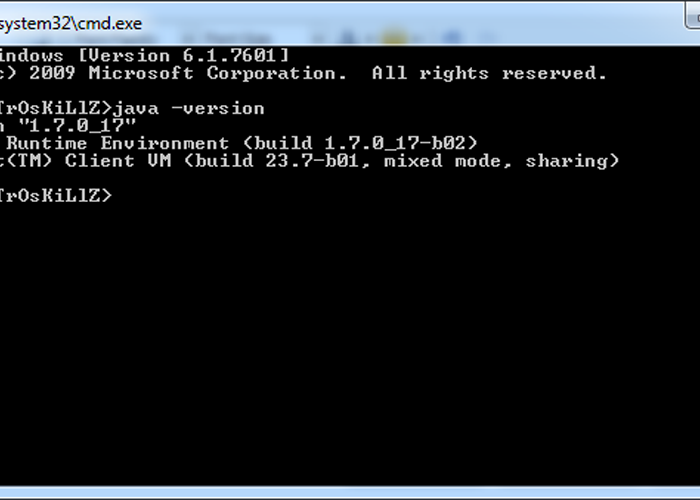 system32\cmd.exe
indows [Version 6.1.7601]
c) 2009 Microsoft Corporation.  All rights reserved.
TrOsKiLlZ>java -version
n "1.7.0_17"
Runtime Environment (build 1.7.0_17-b02)
t(TM) Client VM (build 23.7-b01, mixed mode, sharing)
TrOsKiLlZ>